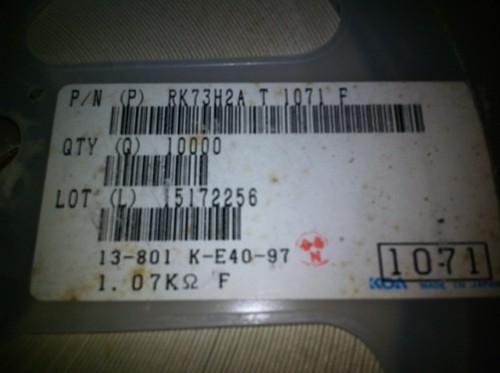 P/N (P) RK73H2A T 1071 F
QTY (Q) 10000
LOT (L) 15172256
13-801 K-E40-97 N
1.07KΩ F
1071
KOA MADE IN JAPAN